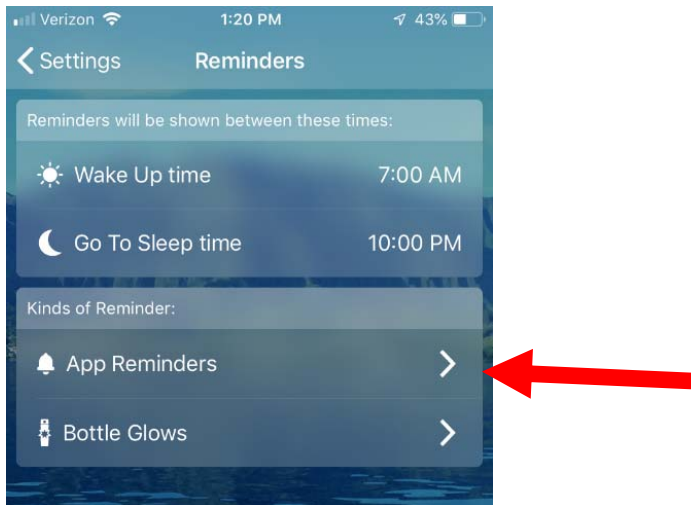 Verizon 1:20 PM 43%
Settings Reminders
Reminders will be shown between these times:
Wake Up time 7:00 AM
Go To Sleep time 10:00 PM
Kinds of Reminder:
App Reminders
Bottle Glows